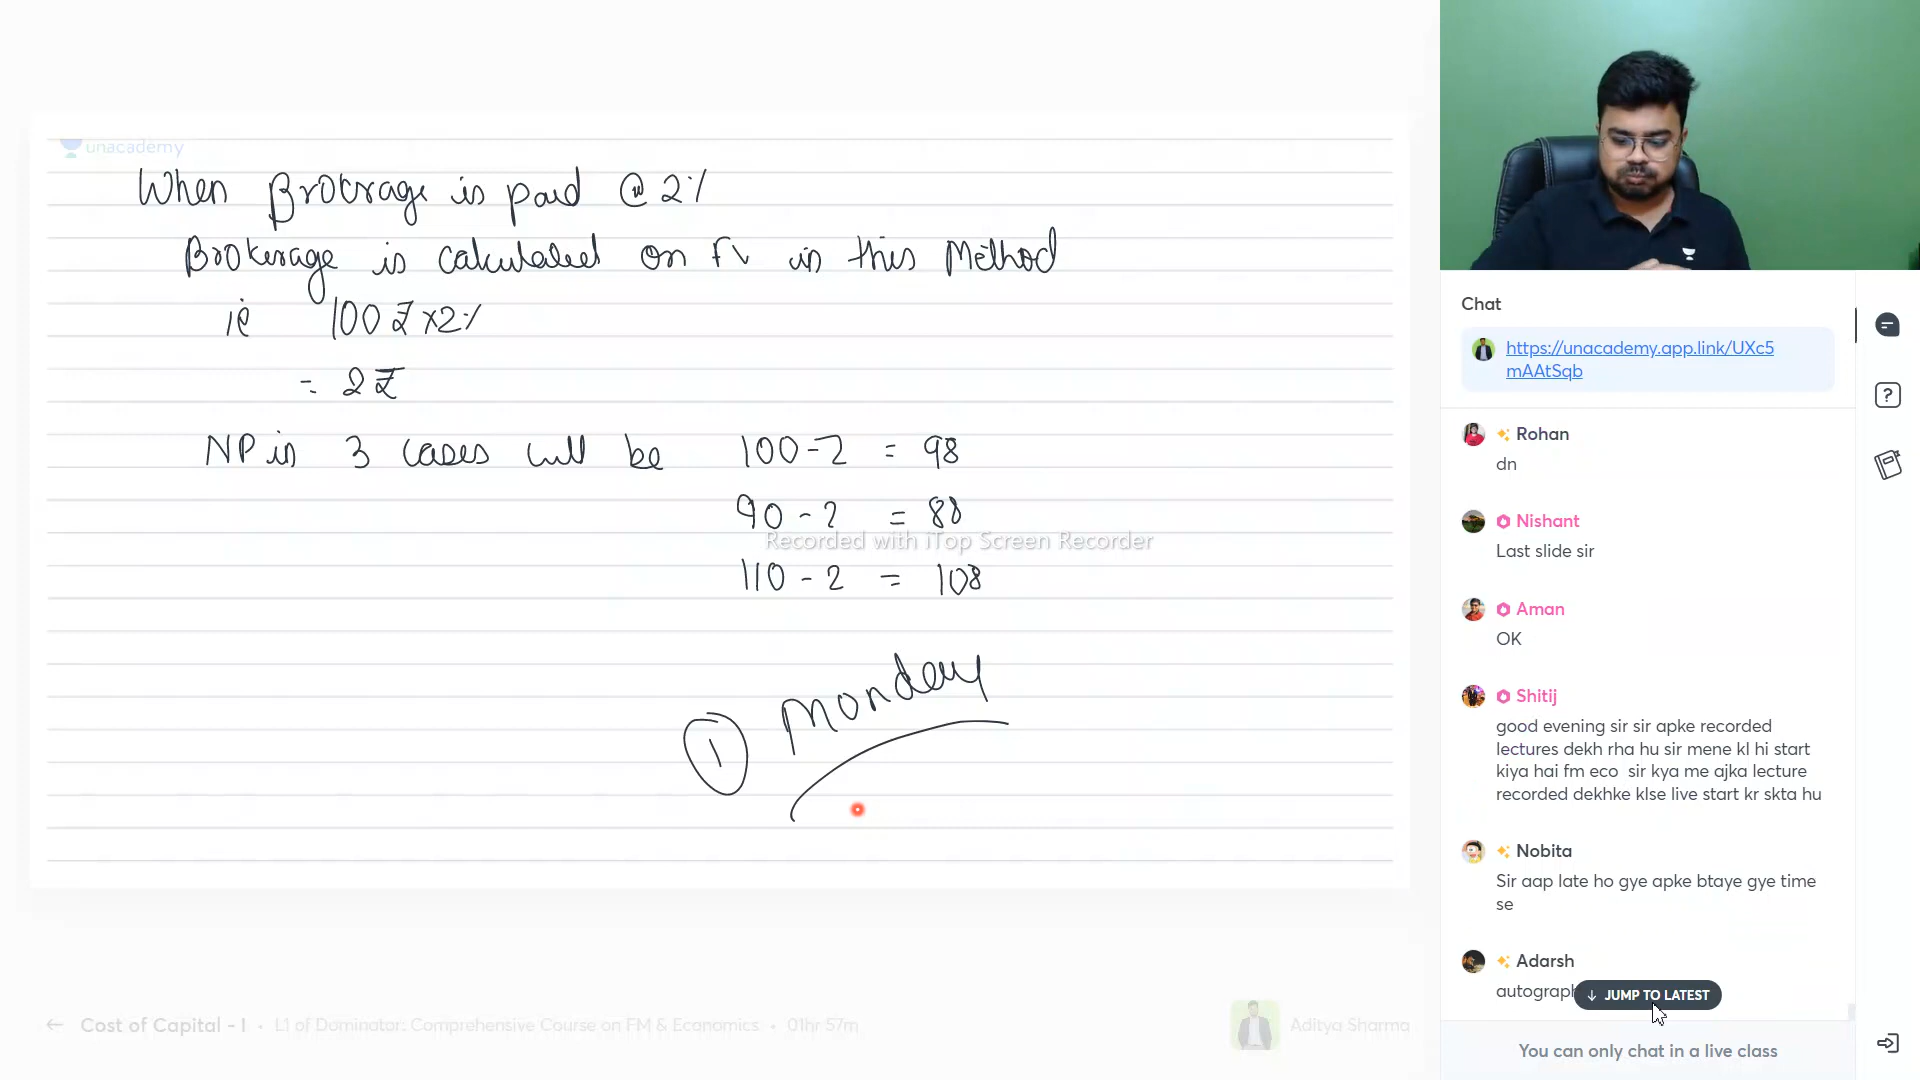 unacademy
When Brokrage is paid @ 2%
Brokerage is calculated on FV in this Method
ie 100 ₹ x 2%
= 2 ₹
NP in 3 cases will be 100 - 2 = 98
90 - 2 = 88
Recorded with iTop Screen Recorder
110 - 2 = 108
① Monday
Cost of Capital - I • L1 of Dominator: Comprehensive Course on FM & Economics • 01hr 57m
Aditya Sharma
Chat
https://unacademy.app.link/UXc5
mAAtSqb
Rohan
dn
Nishant
Last slide sir
Aman
OK
Shitij
good evening sir sir apke recorded
lectures dekh rha hu sir mene kl hi start
kiya hai fm eco sir kya me ajka lecture
recorded dekhke klse live start kr skta hu
Nobita
Sir aap late ho gye apke btaye gye time
se
Adarsh
autograph
JUMP TO LATEST
You can only chat in a live class